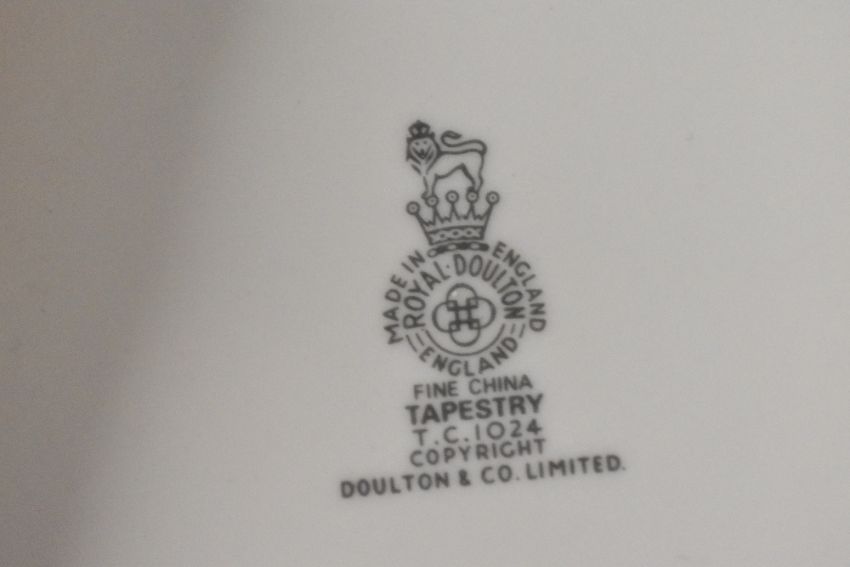 MADE IN ENGLAND
ROYAL·DOULTON
ENGLAND
FINE CHINA
TAPESTRY
T.C.1024
COPYRIGHT
DOULTON & CO. LIMITED.